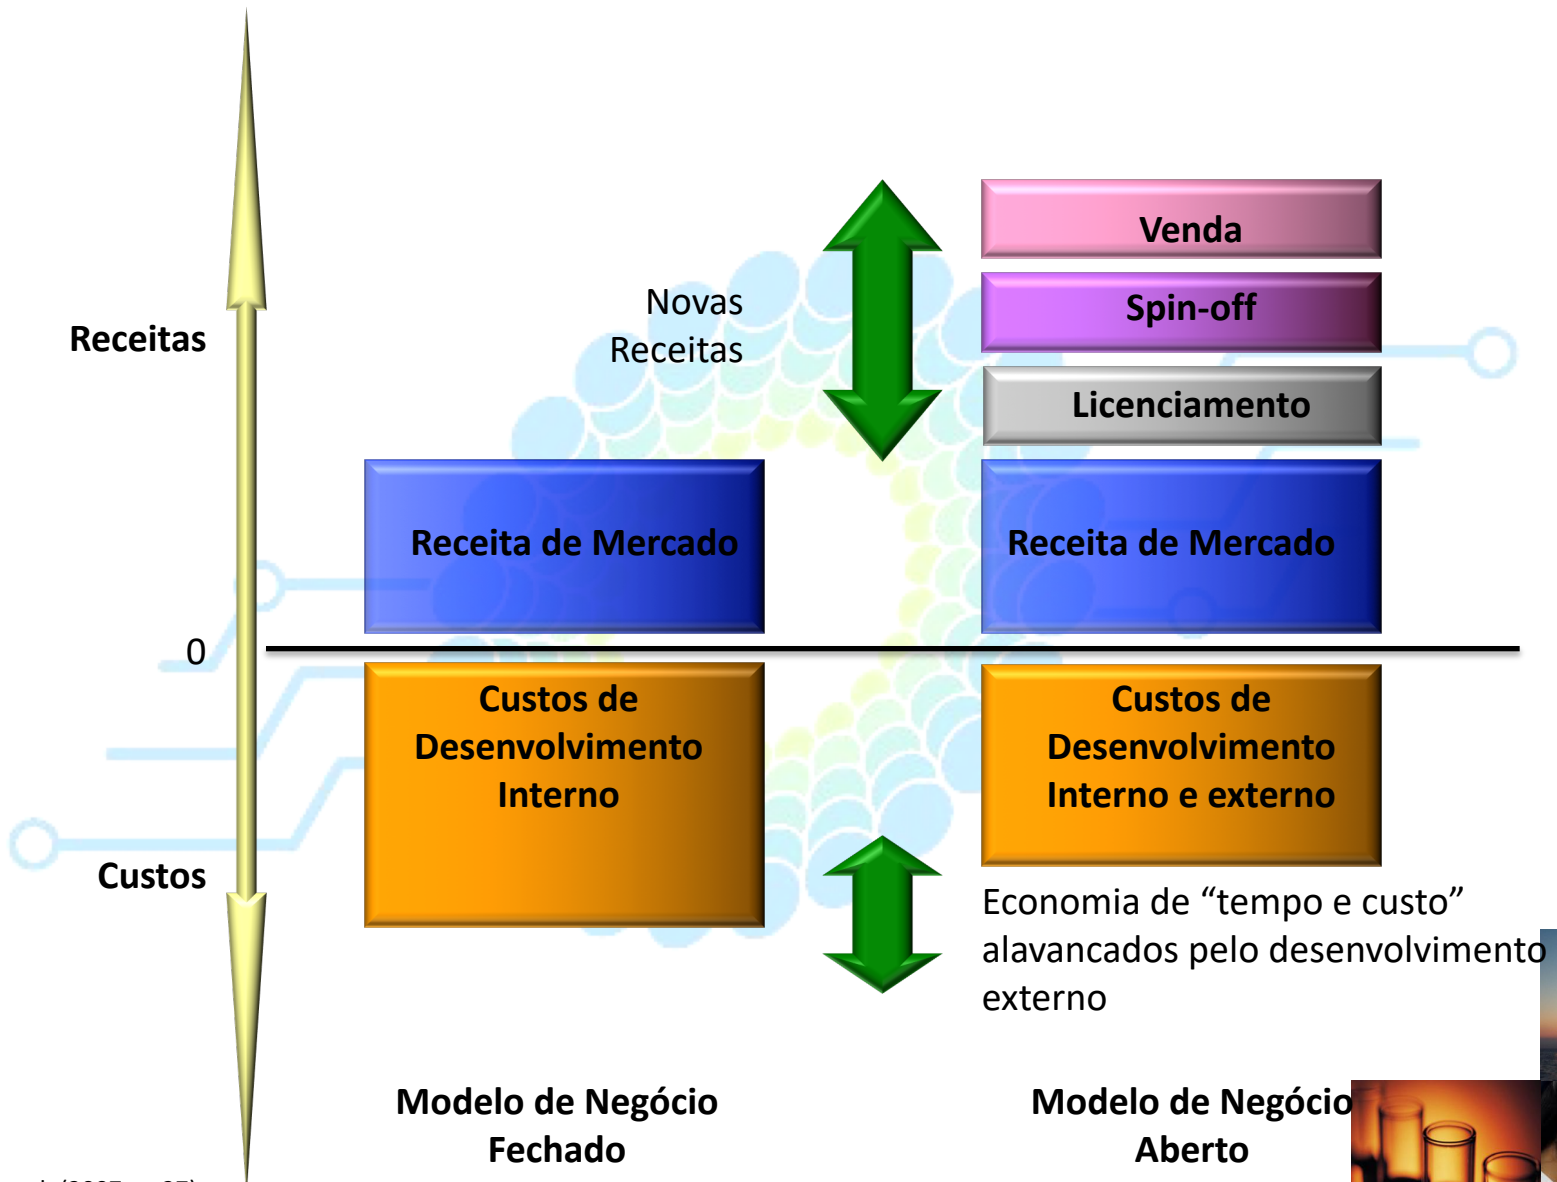 Venda
Spin-off
Novas
Receitas
Receitas
Licenciamento
Receita de Mercado
Receita de Mercado
0
Custos de
Desenvolvimento
Interno
Custos de
Desenvolvimento
Interno e externo
Custos
Economia de “tempo e custo”
alavancados pelo desenvolvimento
externo
Modelo de Negócio
Fechado
Modelo de Negócio
Aberto